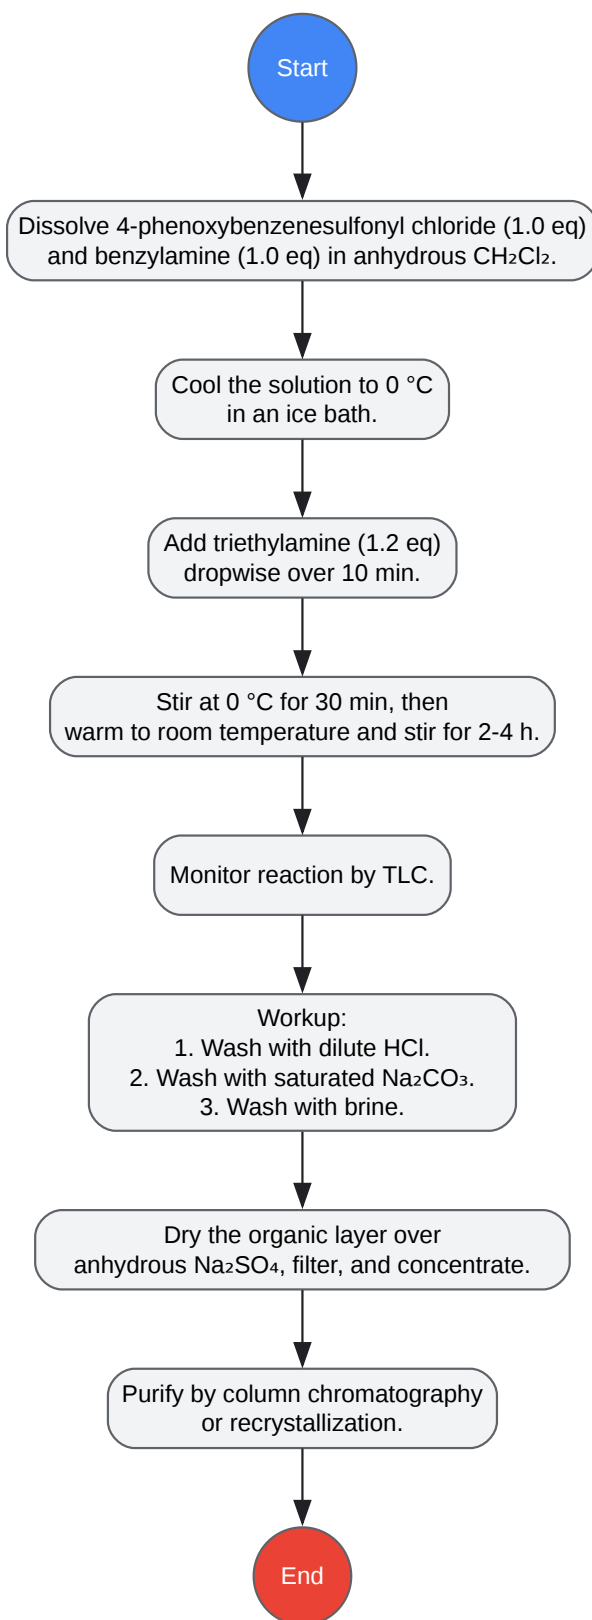 Start
Dissolve 4-phenoxybenzenesulfonyl chloride (1.0 eq)
and benzylamine (1.0 eq) in anhydrous CH₂Cl₂.
Cool the solution to 0 °C
in an ice bath.
Add triethylamine (1.2 eq)
dropwise over 10 min.
Stir at 0 °C for 30 min, then
warm to room temperature and stir for 2-4 h.
Monitor reaction by TLC.
Workup:
1. Wash with dilute HCl.
2. Wash with saturated Na₂CO₃.
3. Wash with brine.
Dry the organic layer over
anhydrous Na₂SO₄, filter, and concentrate.
Purify by column chromatography
or recrystallization.
End